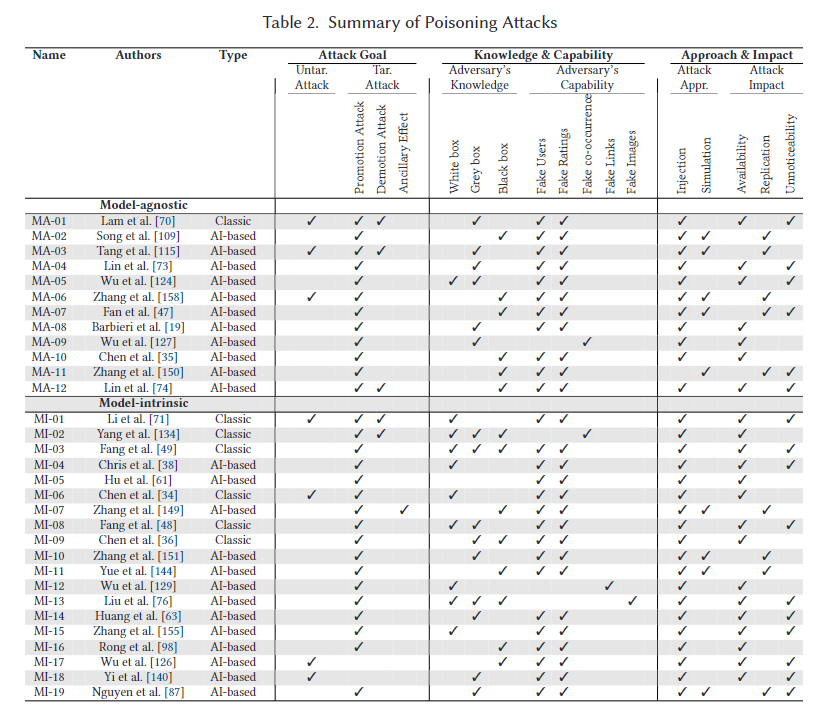 Table 2. Summary of Poisoning Attacks
Name Authors Type Attack Goal Knowledge & Capability Approach & Impact
Untar. Tar. Adversary's Adversary's Attack Attack
Attack Attack Knowledge Capability Appr. Impact
Promotion Attack
Demotion Attack
Ancillary Effect
White box
Grey box
Black box
Fake Users
Fake Ratings
Fake co-occurrence
Fake Links
Fake Images
Injection
Simulation
Availability
Replication
Unnoticeability
Model-agnostic
MA-01 Lam et al. [70] Classic ✓ ✓ ✓ ✓ ✓ ✓ ✓ ✓ ✓
MA-02 Song et al. [109] AI-based ✓ ✓ ✓ ✓ ✓ ✓ ✓
MA-03 Tang et al. [115] AI-based ✓ ✓ ✓ ✓ ✓ ✓ ✓ ✓ ✓
MA-04 Lin et al. [73] AI-based ✓ ✓ ✓ ✓ ✓ ✓ ✓
MA-05 Wu et al. [124] AI-based ✓ ✓ ✓ ✓ ✓ ✓ ✓ ✓
MA-06 Zhang et al. [158] AI-based ✓ ✓ ✓ ✓ ✓ ✓ ✓ ✓
MA-07 Fan et al. [47] AI-based ✓ ✓ ✓ ✓ ✓ ✓ ✓ ✓
MA-08 Barbieri et al. [19] AI-based ✓ ✓ ✓ ✓ ✓ ✓
MA-09 Wu et al. [127] AI-based ✓ ✓ ✓ ✓ ✓
MA-10 Chen et al. [35] AI-based ✓ ✓ ✓ ✓ ✓ ✓
MA-11 Zhang et al. [150] AI-based ✓ ✓ ✓ ✓ ✓ ✓ ✓
MA-12 Lin et al. [74] AI-based ✓ ✓ ✓ ✓ ✓ ✓ ✓ ✓
Model-intrinsic
MI-01 Li et al. [71] Classic ✓ ✓ ✓ ✓ ✓ ✓ ✓ ✓ ✓
MI-02 Yang et al. [134] Classic ✓ ✓ ✓ ✓ ✓ ✓ ✓ ✓
MI-03 Fang et al. [49] Classic ✓ ✓ ✓ ✓ ✓ ✓ ✓ ✓ ✓
MI-04 Chris et al. [38] AI-based ✓ ✓ ✓ ✓ ✓ ✓ ✓
MI-05 Hu et al. [61] AI-based ✓ ✓ ✓ ✓ ✓
MI-06 Chen et al. [34] Classic ✓ ✓ ✓ ✓ ✓ ✓ ✓
MI-07 Zhang et al. [149] AI-based ✓ ✓ ✓ ✓ ✓ ✓ ✓ ✓
MI-08 Fang et al. [48] Classic ✓ ✓ ✓ ✓ ✓ ✓ ✓ ✓
MI-09 Chen et al. [36] Classic ✓ ✓ ✓ ✓ ✓ ✓ ✓
MI-10 Zhang et al. [151] AI-based ✓ ✓ ✓ ✓ ✓ ✓ ✓
MI-11 Yue et al. [144] AI-based ✓ ✓ ✓ ✓ ✓ ✓ ✓
MI-12 Wu et al. [129] AI-based ✓ ✓ ✓ ✓ ✓
MI-13 Liu et al. [76] AI-based ✓ ✓ ✓ ✓ ✓ ✓ ✓ ✓
MI-14 Huang et al. [63] AI-based ✓ ✓ ✓ ✓ ✓ ✓ ✓
MI-15 Zhang et al. [155] AI-based ✓ ✓ ✓ ✓ ✓ ✓ ✓
MI-16 Rong et al. [98] AI-based ✓ ✓ ✓ ✓ ✓ ✓
MI-17 Wu et al. [126] AI-based ✓ ✓ ✓ ✓ ✓ ✓ ✓
MI-18 Yi et al. [140] AI-based ✓ ✓ ✓ ✓ ✓ ✓ ✓
MI-19 Nguyen et al. [87] AI-based ✓ ✓ ✓ ✓ ✓ ✓ ✓ ✓